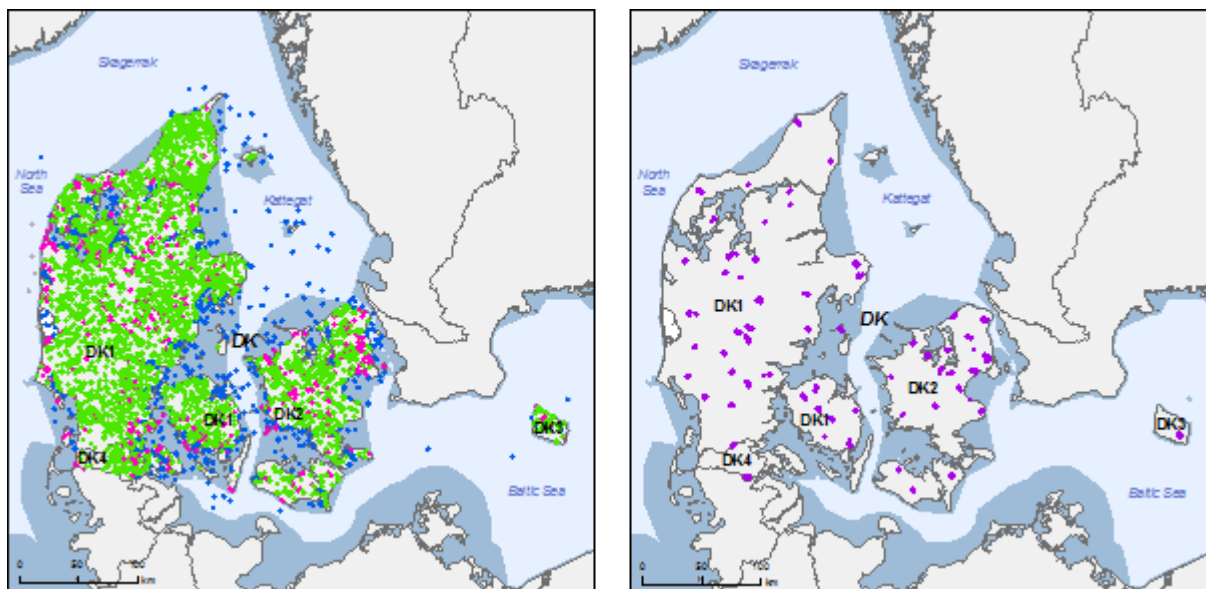 Skagerrak
North
Sea
Kattegat
DK
DK1
DK1
DK2
DK3
DK4
Baltic Sea
0 50 100
km
Skagerrak
North
Sea
Kattegat
DK1
DK
DK2
DK1
DK3
DK4
Baltic Sea
0 50 100
km